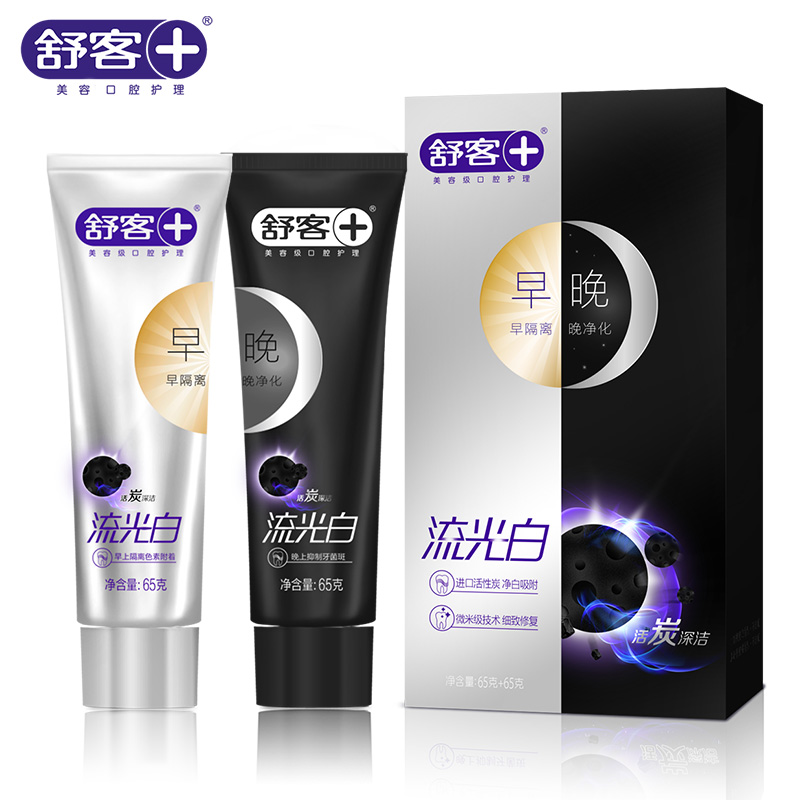 舒客+®
美容口腔护理
舒客+®
美容级口腔护理
早
早隔离
活炭深洁
流光白
早上隔离色素附着
净含量:65克
舒客+®
美容级口腔护理
晚
晚净化
活炭深洁
流光白
晚上抑制牙菌斑
净含量:65克
舒客+®
美容级口腔护理
早 晚
早隔离 晚净化
流光白
进口活性炭 净白吸附
微米级技术 细致修复
活炭深洁
净含量:65克+65克